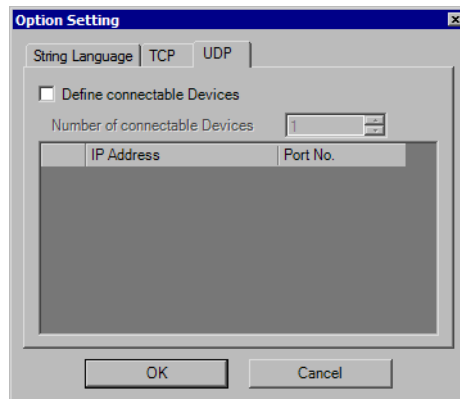 Option Setting
String Language TCP UDP
Define connectable Devices
Number of connectable Devices 1
IP Address Port No.
OK Cancel